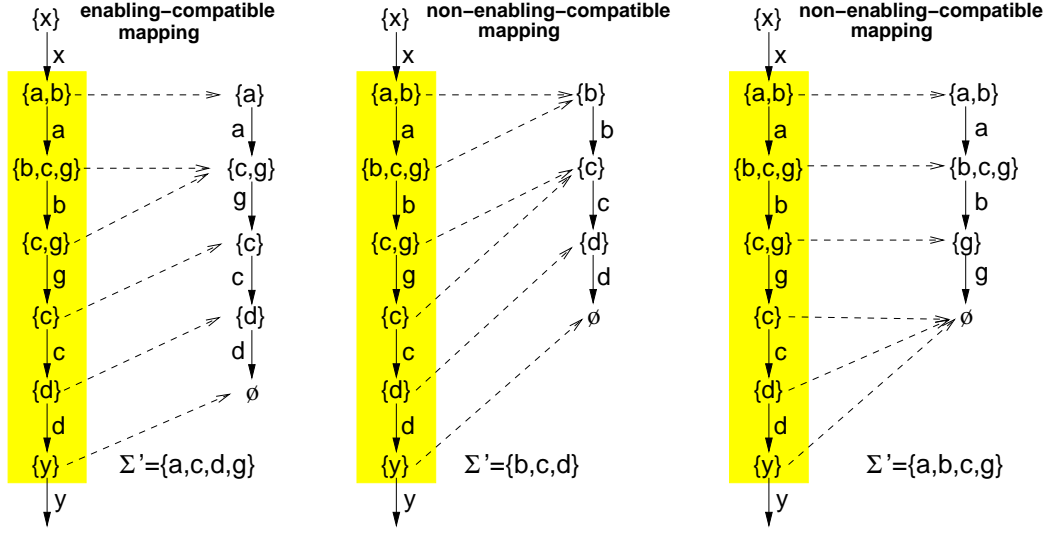 {x} enabling-compatible mapping
x
{a,b} {a}
a a
{b,c,g} {c,g}
b g
{c,g} {c}
g c
{c} {d}
c d
{d} ø
d
{y} Σ'={a,c,d,g}
y
{x} non-enabling-compatible mapping
x
{a,b} {b}
a b
{b,c,g} {c}
b c
{c,g} {d}
g d
{c} ø
c
{d}
d
{y} Σ'={b,c,d}
y
{x} non-enabling-compatible mapping
x
{a,b} {a,b}
a a
{b,c,g} {b,c,g}
b b
{c,g} {g}
g g
{c} ø
c
{d}
d
{y} Σ'={a,b,c,g}
y